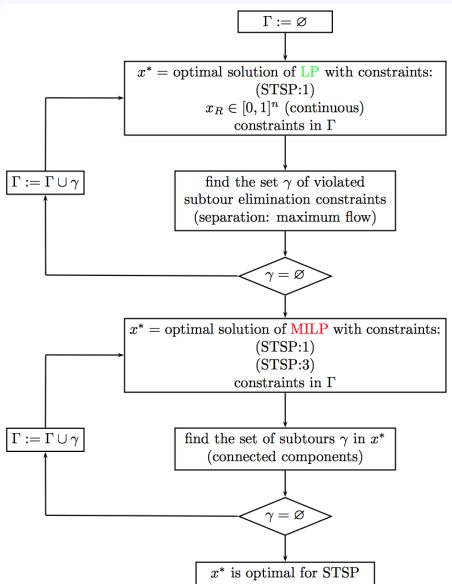 Γ := ∅
x* = optimal solution of LP with constraints:
(STSP:1)
x_R ∈ [0, 1]^n (continuous)
constraints in Γ
Γ := Γ ∪ γ
find the set γ of violated
subtour elimination constraints
(separation: maximum flow)
γ = ∅
x* = optimal solution of MILP with constraints:
(STSP:1)
(STSP:3)
constraints in Γ
Γ := Γ ∪ γ
find the set of subtours γ in x*
(connected components)
γ = ∅
x* is optimal for STSP